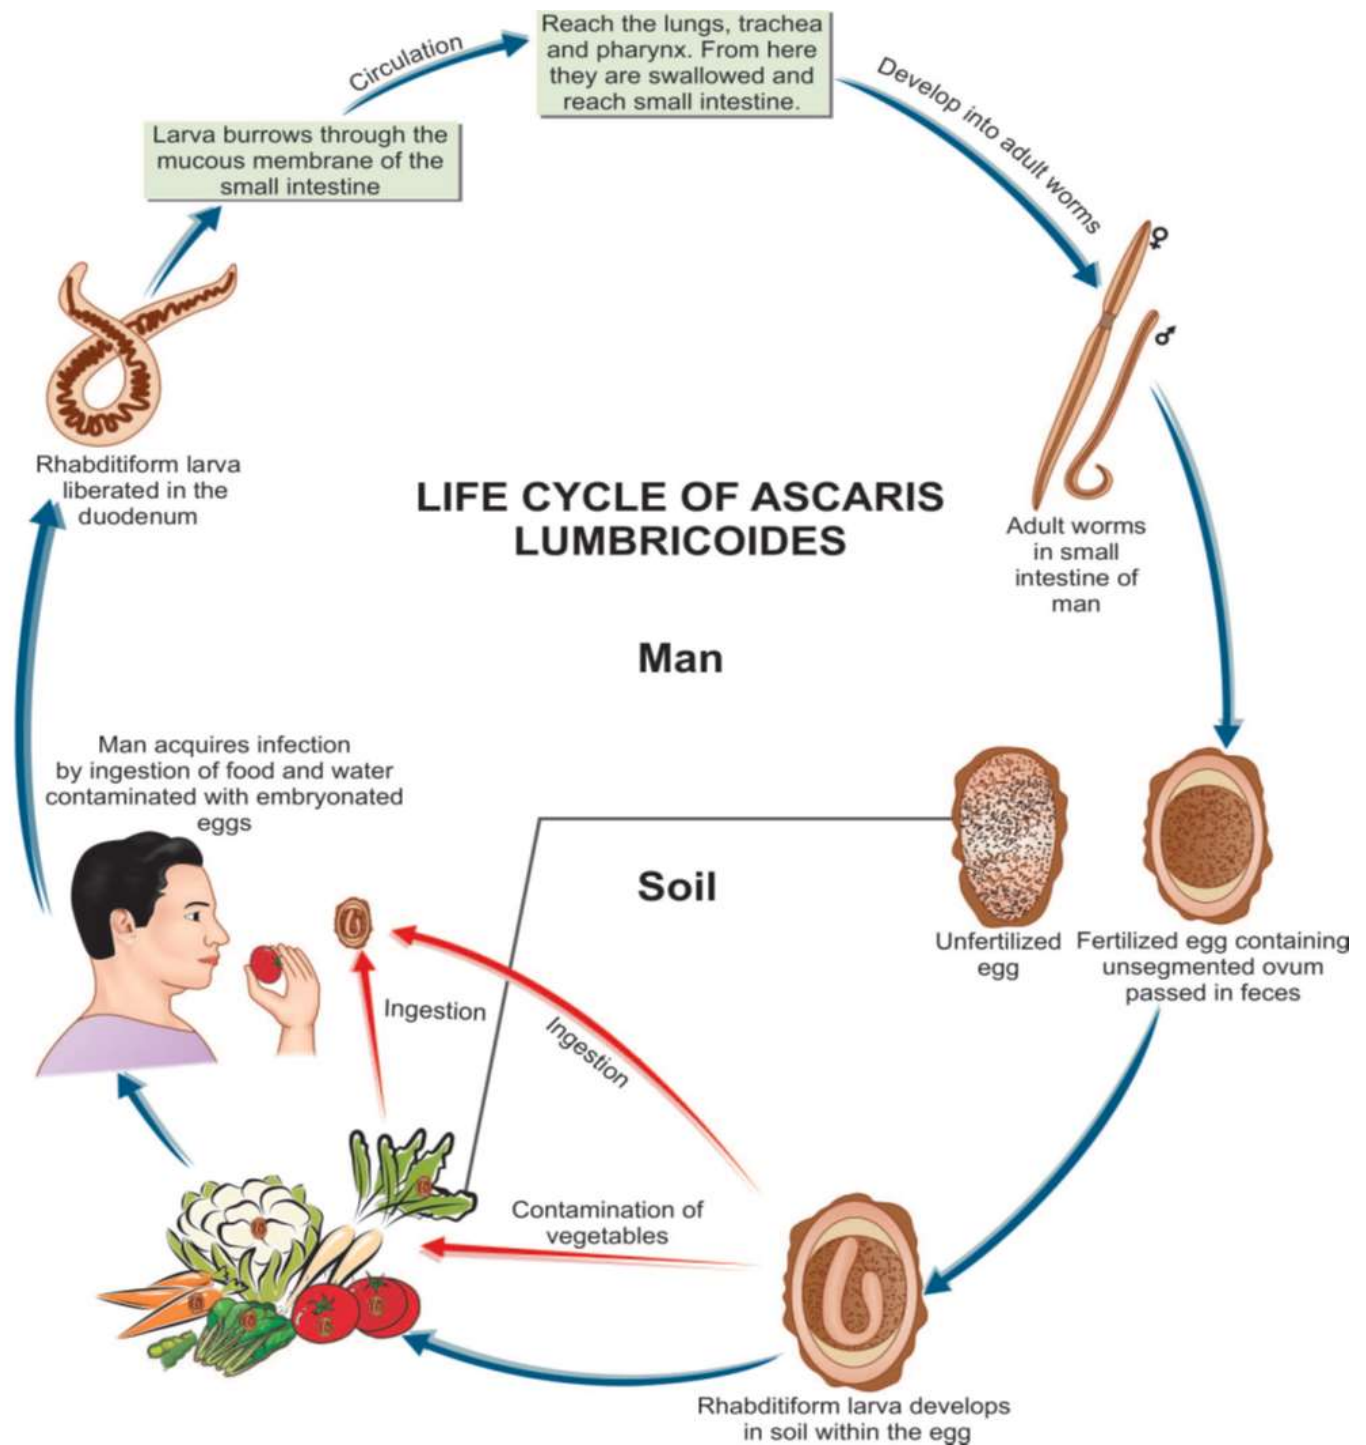 Reach the lungs, trachea
and pharynx. From here
they are swallowed and
reach small intestine.
Circulation
Develop into adult worms
Larva burrows through the
mucous membrane of the
small intestine
♀
♂
Rhabditiform larva
liberated in the
duodenum
LIFE CYCLE OF ASCARIS
LUMBRICOIDES
Adult worms
in small
intestine of
man
Man
Man acquires infection
by ingestion of food and water
contaminated with embryonated
eggs
Soil
Unfertilized
egg
Fertilized egg containing
unsegmented ovum
passed in feces
Ingestion
Ingestion
Contamination of
vegetables
Rhabditiform larva develops
in soil within the egg